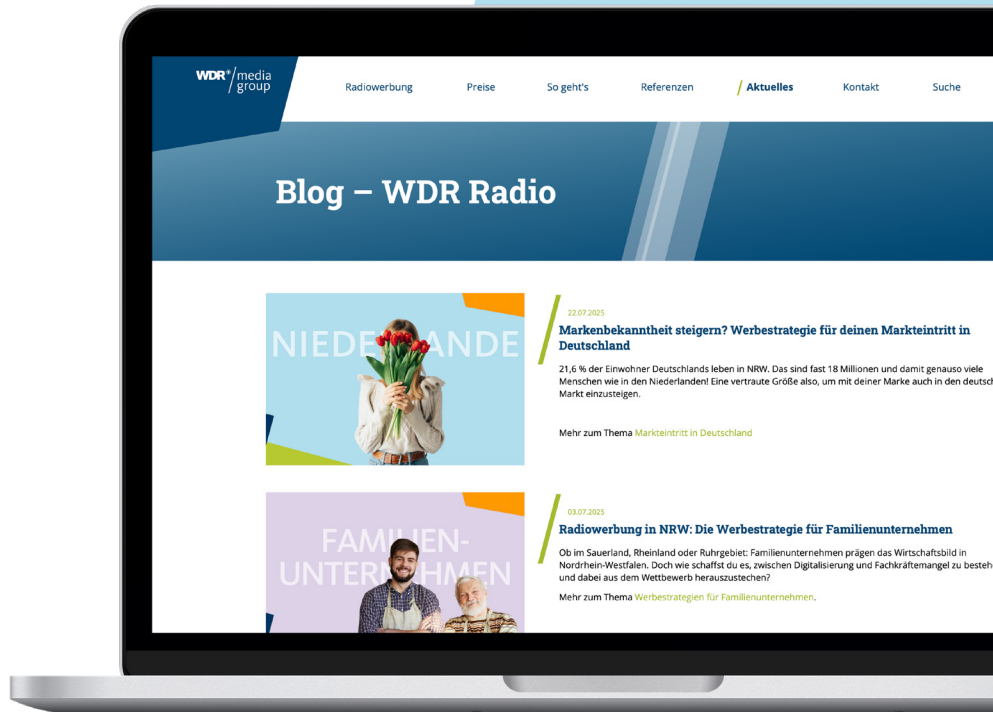 WDR® media
group
Radiowerbung Preise So geht's Referenzen Aktuelles Kontakt Suche
Blog – WDR Radio
NIEDERLANDE
22.07.2025
Markenbekanntheit steigern? Werbestrategie für deinen Markteintritt in
Deutschland
21,6 % der Einwohner Deutschlands leben in NRW. Das sind fast 18 Millionen und damit genauso viele
Menschen wie in den Niederlanden! Eine vertraute Größe also, um mit deiner Marke auch in den deutsch
Markt einzusteigen.
Mehr zum Thema Markteintritt in Deutschland
FAMILIEN-
UNTERNEHMEN
03.07.2025
Radiowerbung in NRW: Die Werbestrategie für Familienunternehmen
Ob im Sauerland, Rheinland oder Ruhrgebiet: Familienunternehmen prägen das Wirtschaftsbild in
Nordrhein-Westfalen. Doch wie schaffst du es, zwischen Digitalisierung und Fachkräftemangel zu bestehe
und dabei aus dem Wettbewerb herauszustechen?
Mehr zum Thema Werbestrategien für Familienunternehmen.